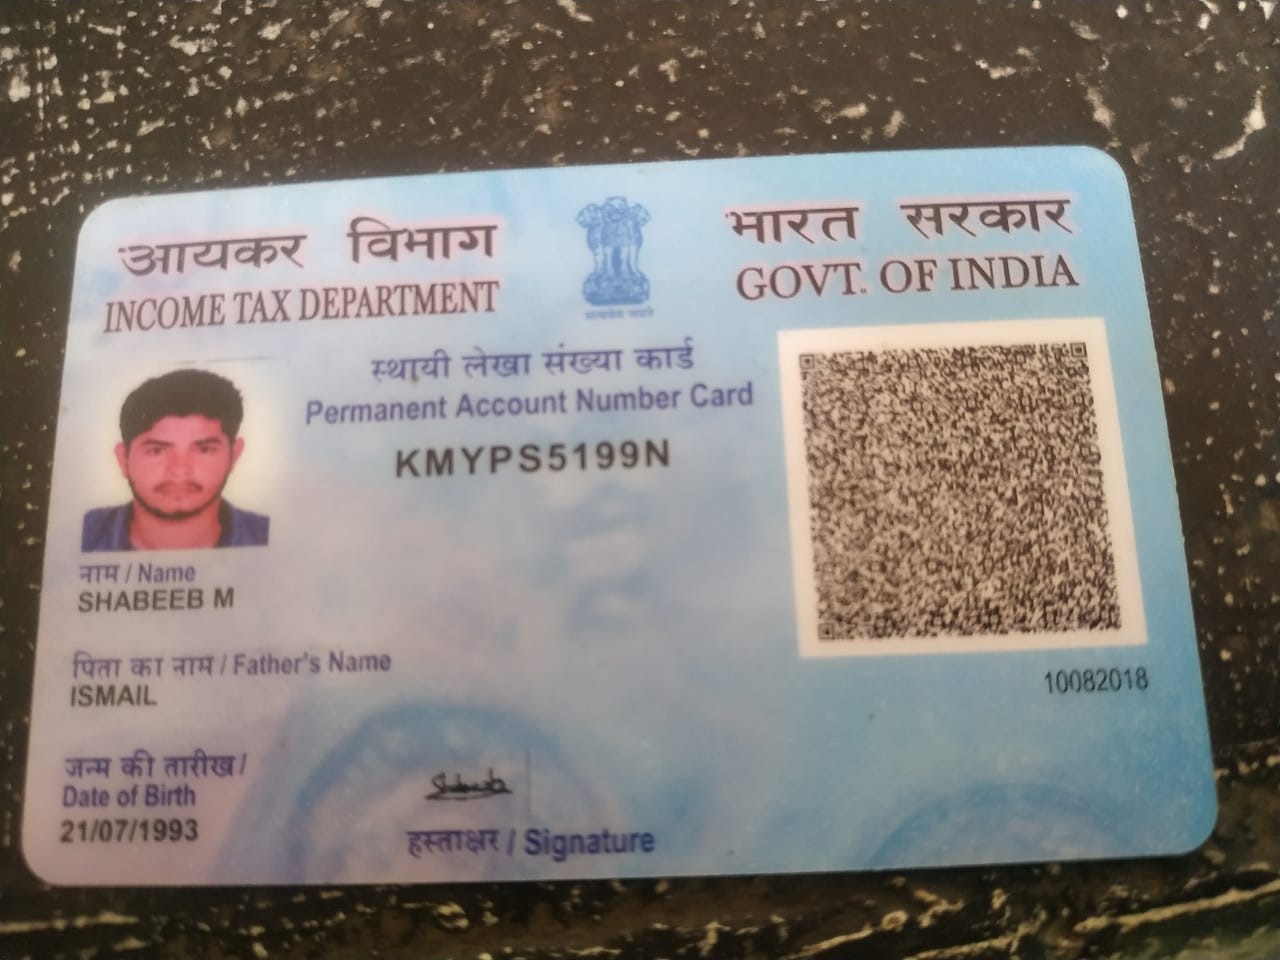 आयकर विभाग
INCOME TAX DEPARTMENT
भारत सरकार
GOVT. OF INDIA
सत्यमेव जयते
स्थायी लेखा संख्या कार्ड
Permanent Account Number Card
KMYPS5199N
नाम / Name
SHABEEB M
पिता का नाम / Father's Name
ISMAIL
जन्म की तारीख /
Date of Birth
21/07/1993
हस्ताक्षर / Signature
10082018